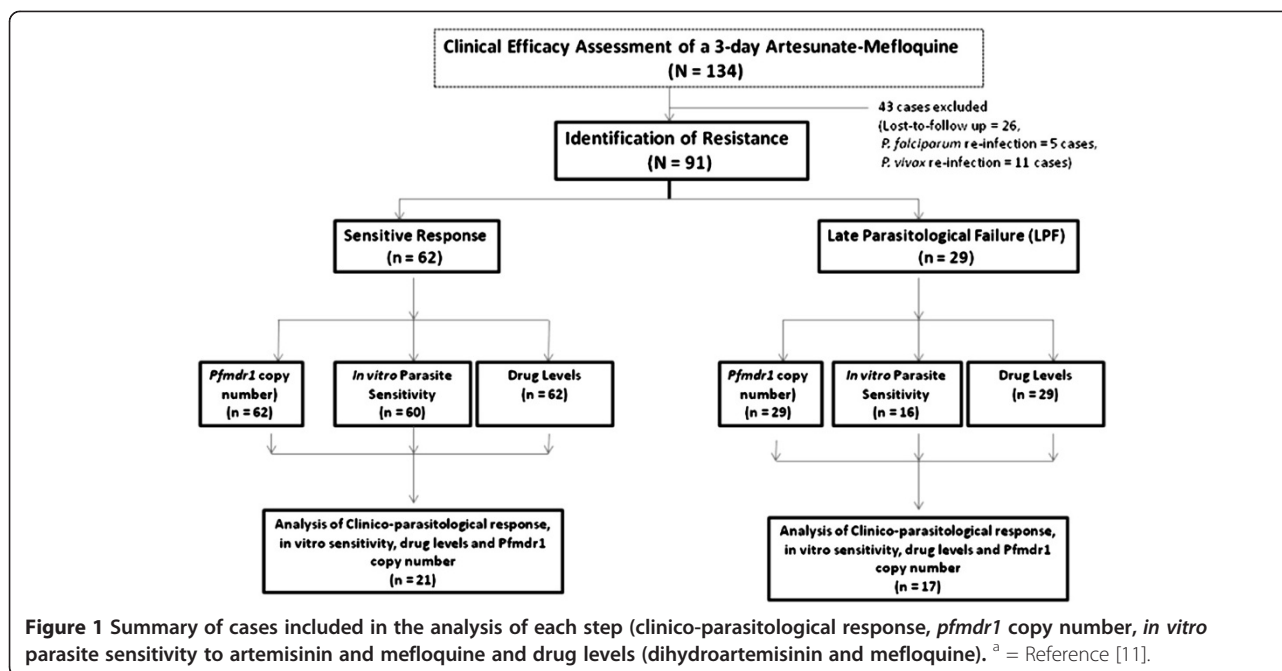 Clinical Efficacy Assessment of a 3-day Artesunate-Mefloquine
(N = 134)
43 cases excluded
(Lost-to-follow up = 26,
P. falciparum re-infection = 5 cases,
P. vivax re-infection = 11 cases)
Identification of Resistance
(N = 91)
Sensitive Response
(n = 62)
Late Parasitological Failure (LPF)
(n = 29)
Pfmdr1 copy
number)
(n = 62)
In vitro Parasite
Sensitivity
(n = 60)
Drug Levels
(n = 62)
Pfmdr1 copy
number)
(n = 29)
In vitro Parasite
Sensitivity
(n = 16)
Drug Levels
(n = 29)
Analysis of Clinico-parasitological response,
in vitro sensitivity, drug levels and Pfmdr1
copy number
(n = 21)
Analysis of Clinico-parasitological response,
in vitro sensitivity, drug levels and Pfmdr1
copy number
(n = 17)
Figure 1 Summary of cases included in the analysis of each step (clinico-parasitological response, pfmdr1 copy number, in vitro
parasite sensitivity to artemisinin and mefloquine and drug levels (dihydroartemisinin and mefloquine). a = Reference [11].